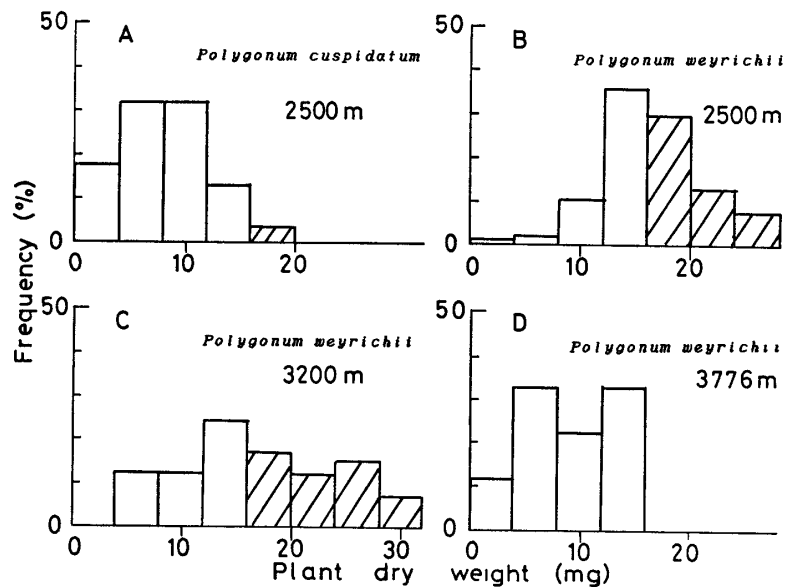 50
A
Polygonum cuspidatum
2500 m
0
0
10
20
50
B
Polygonum weyrichii
2500 m
0
0
10
20
Frequency (%)
50
C
Polygonum weyrichii
3200 m
0
0
10
20
30
50
D
Polygonum weyrichii
3776 m
0
0
10
20
Plant dry weight (mg)